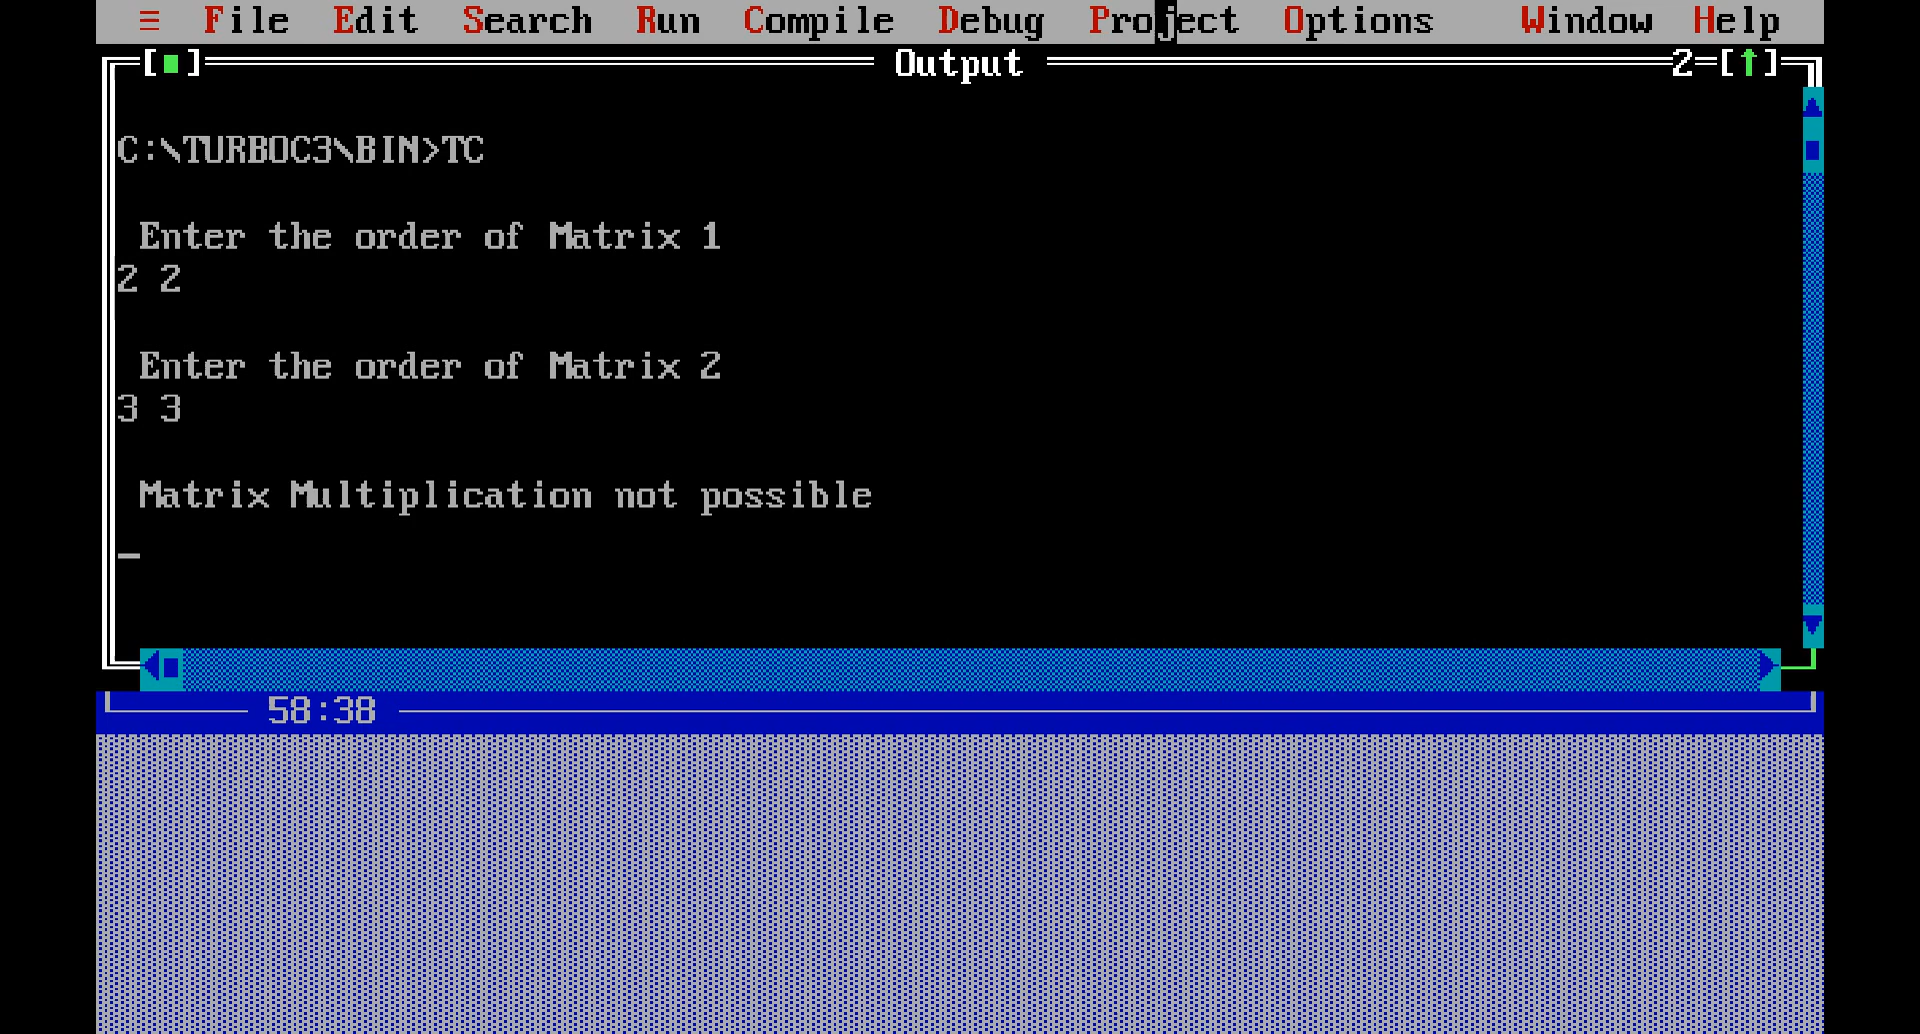 ≡ File Edit Search Run Compile Debug Project Options Window Help
[■] Output 2=[↑]
C:\TURBOC3\BIN>TC
Enter the order of Matrix 1
2 2
Enter the order of Matrix 2
3 3
Matrix Multiplication not possible
_
58:38